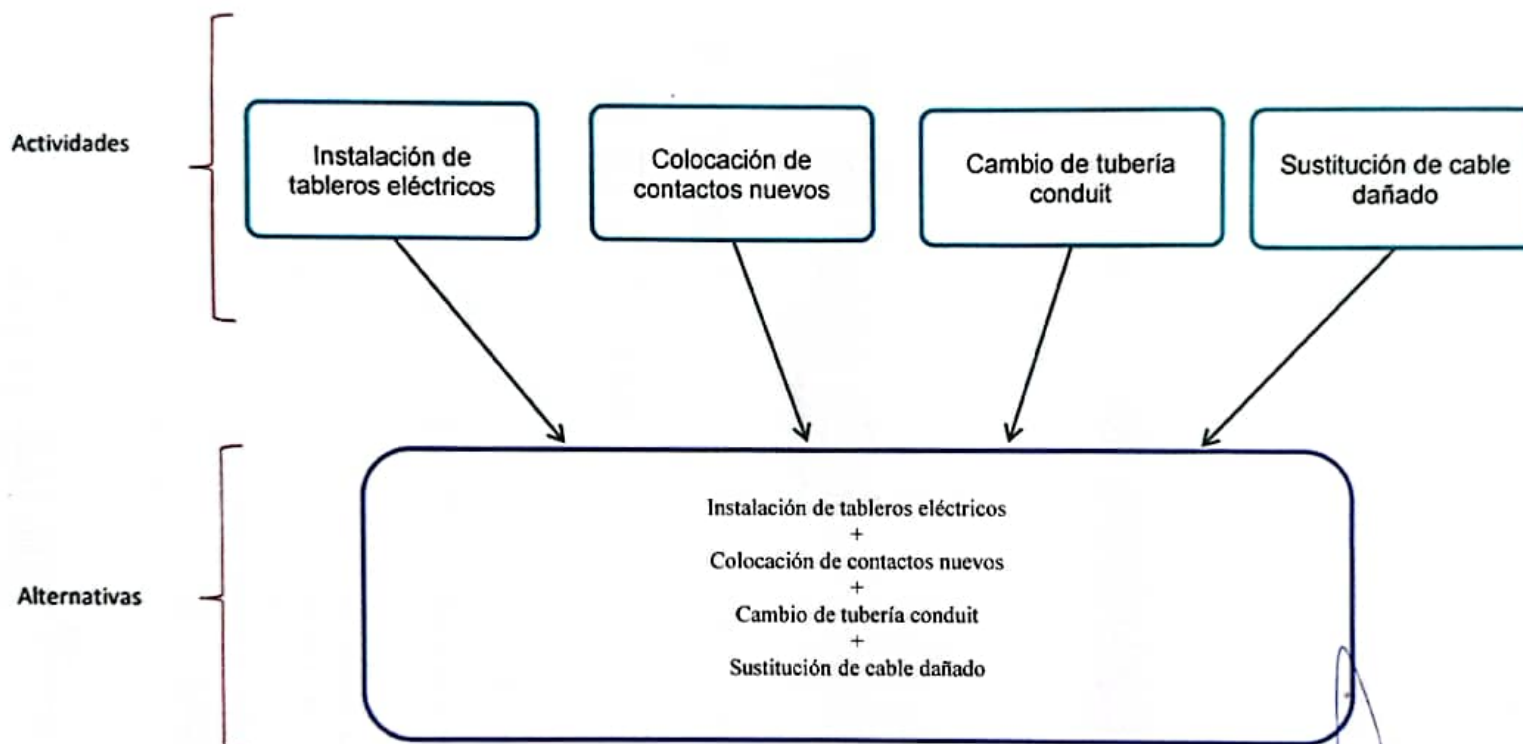 Actividades
Instalación de
tableros eléctricos
Colocación de
contactos nuevos
Cambio de tubería
conduit
Sustitución de cable
dañado
Alternativas
Instalación de tableros eléctricos
+
Colocación de contactos nuevos
+
Cambio de tubería conduit
+
Sustitución de cable dañado